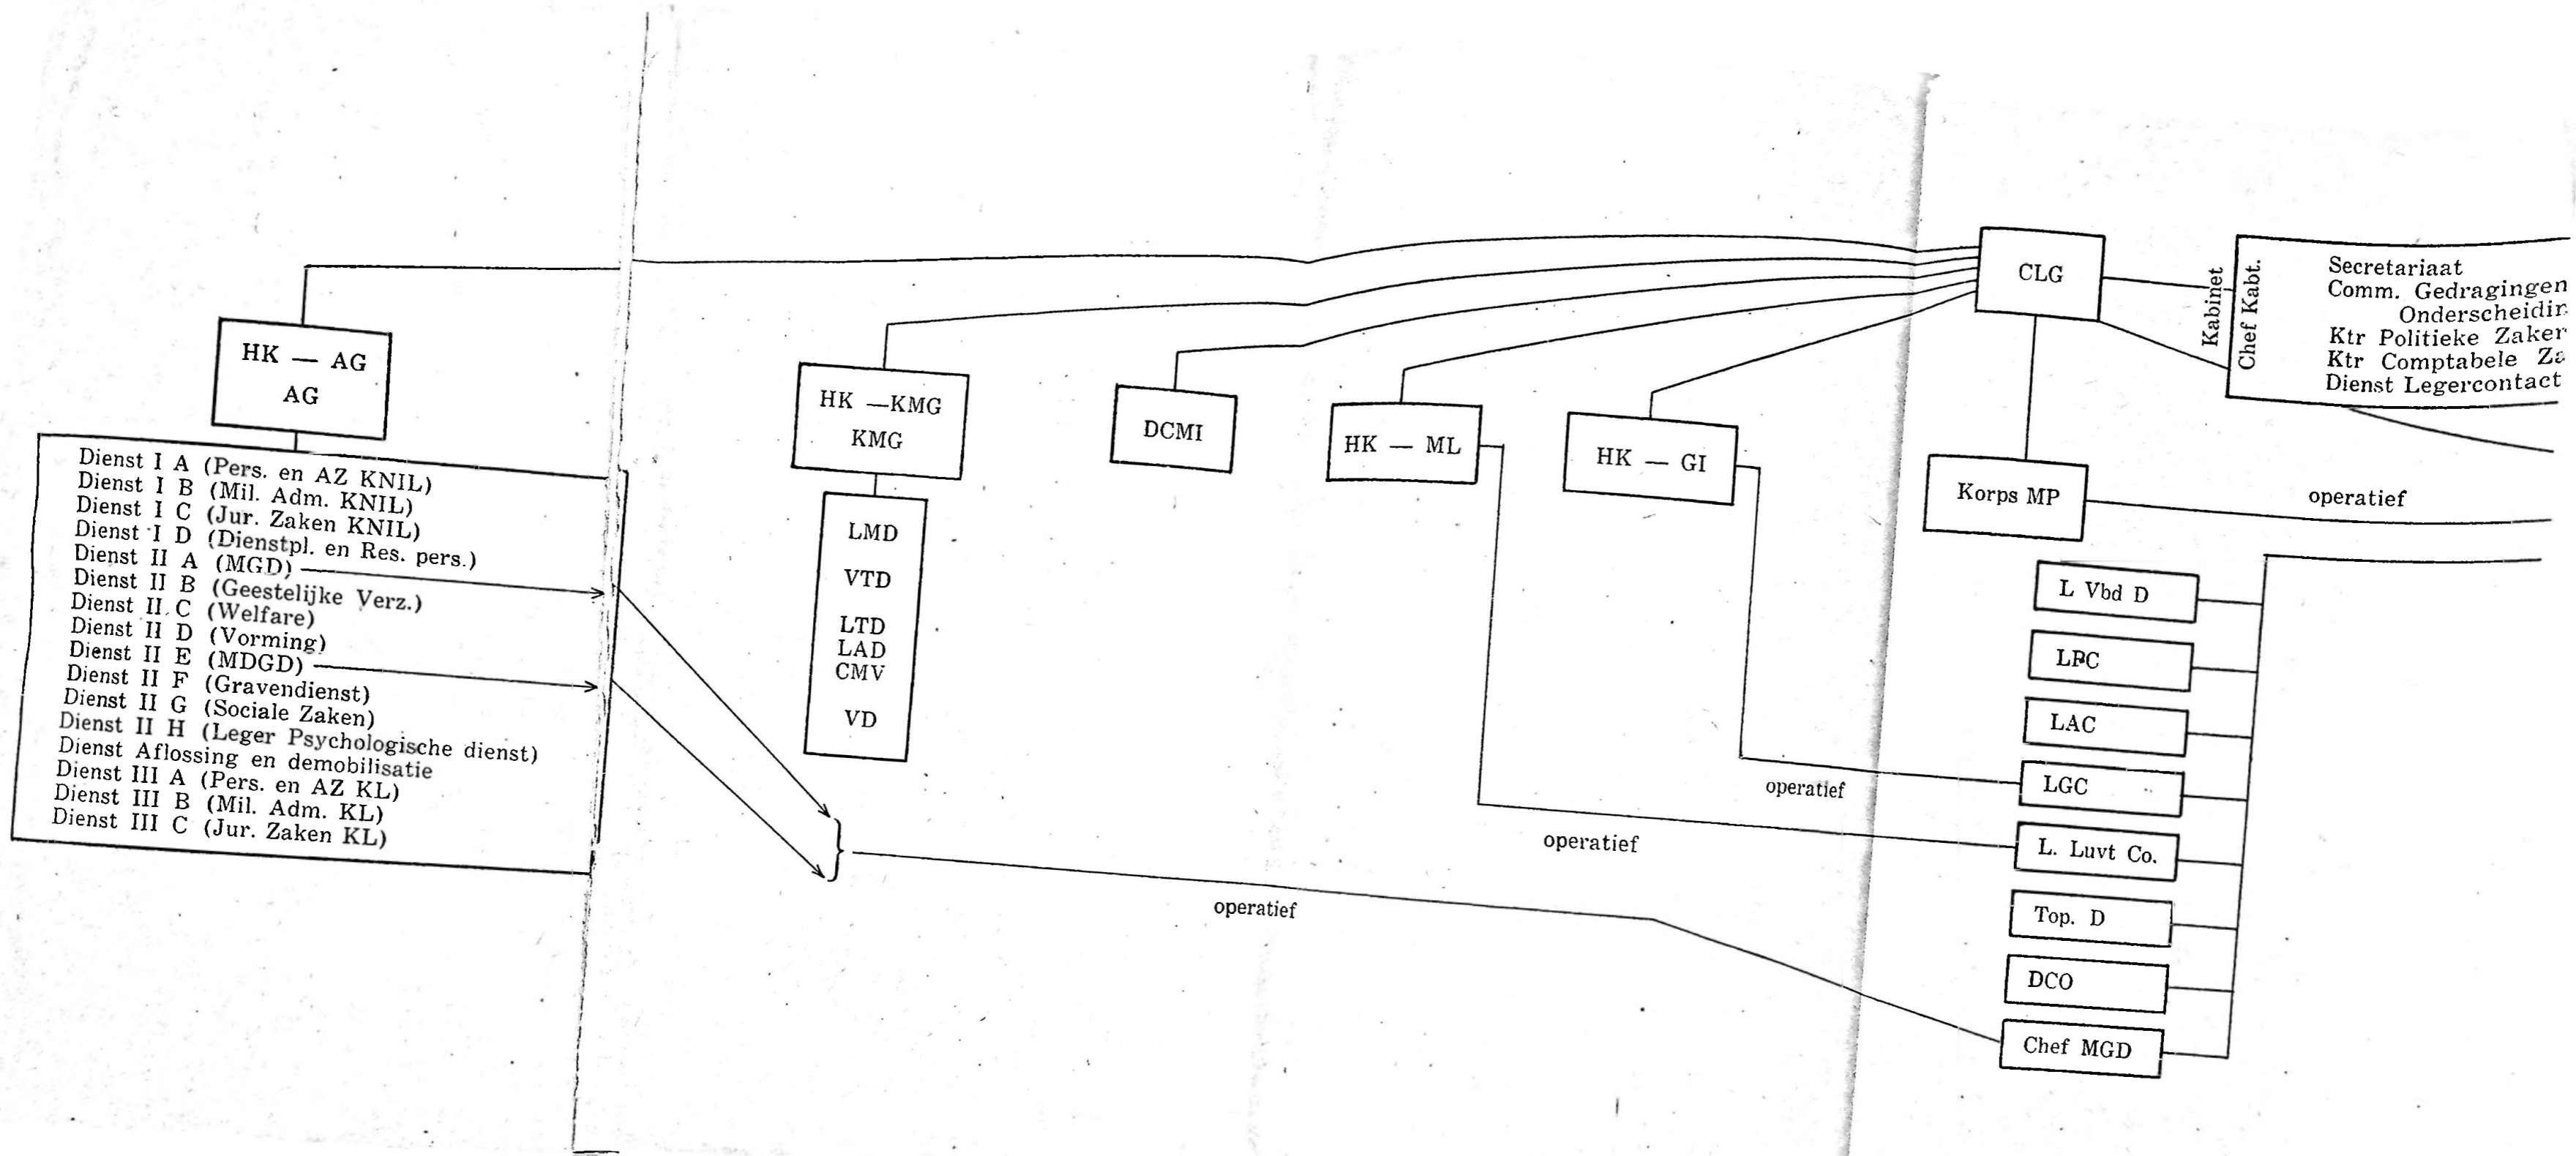 HK — AG
AG
Dienst I A (Pers. en AZ KNIL)
Dienst I B (Mil. Adm. KNIL)
Dienst I C (Jur. Zaken KNIL)
Dienst I D (Dienstpl. en Res. pers.)
Dienst II A (MGD)
Dienst II B (Geestelijke Verz.)
Dienst II C (Welfare)
Dienst II D (Vorming)
Dienst II E (MDGD)
Dienst II F (Gravendienst)
Dienst II G (Sociale Zaken)
Dienst II H (Leger Psychologische dienst)
Dienst Aflossing en demobilisatie
Dienst III A (Pers. en AZ KL)
Dienst III B (Mil. Adm. KL)
Dienst III C (Jur. Zaken KL)
HK —KMG
KMG
LMD
VTD
LTD
LAD
CMV
VD
DCMI
HK — ML
HK — GI
operatief
operatief
operatief
CLG
Kabinet
Chef Kabt.
Secretariaat
Comm. Gedragingen
Onderscheidin
Ktr Politieke Zaken
Ktr Comptabele Za
Dienst Legercontact
Korps MP
operatief
L Vbd D
LPC
LAC
LGC
L. Luvt Co.
Top. D
DCO
Chef MGD